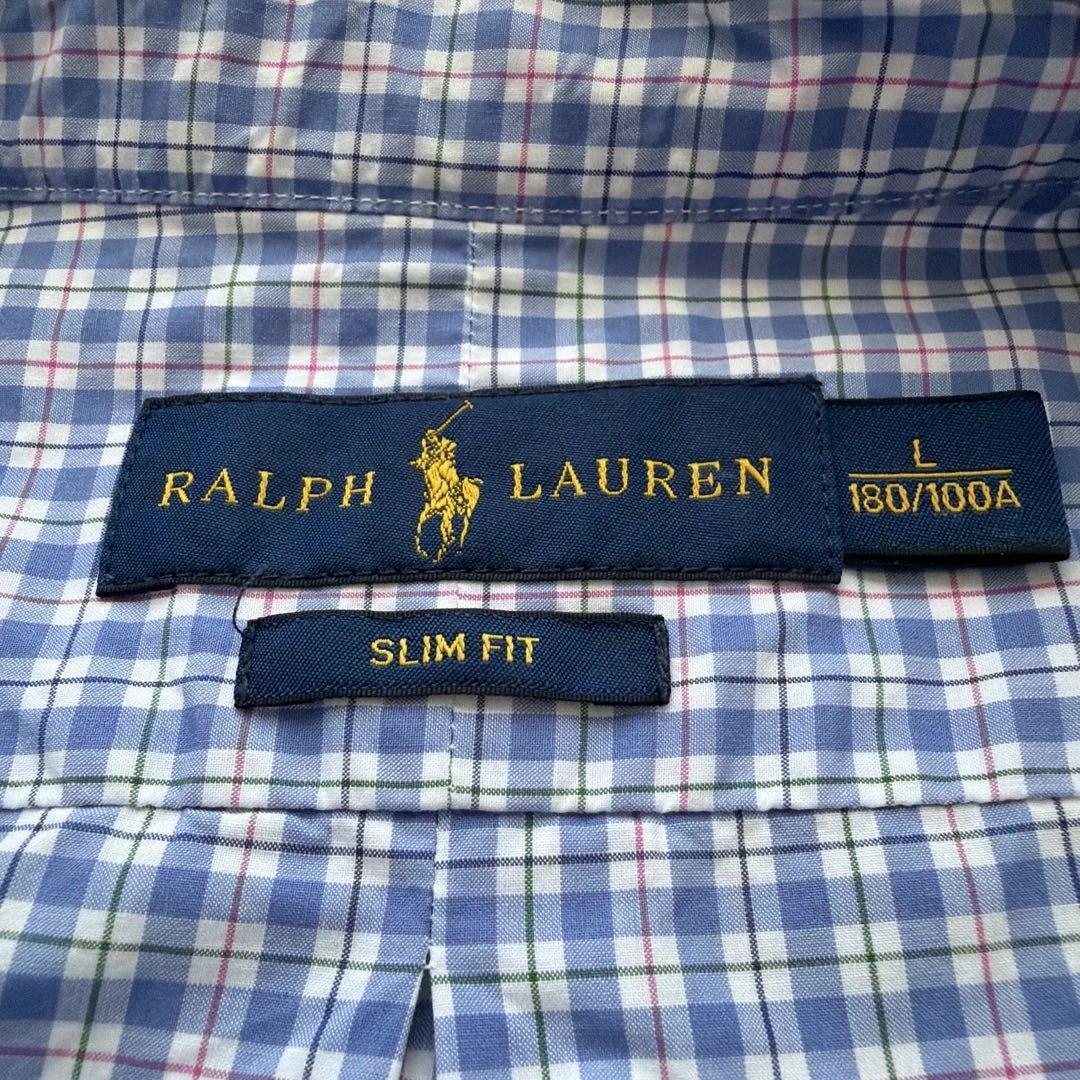 RALPH LAUREN
L
180/100A
SLIM FIT